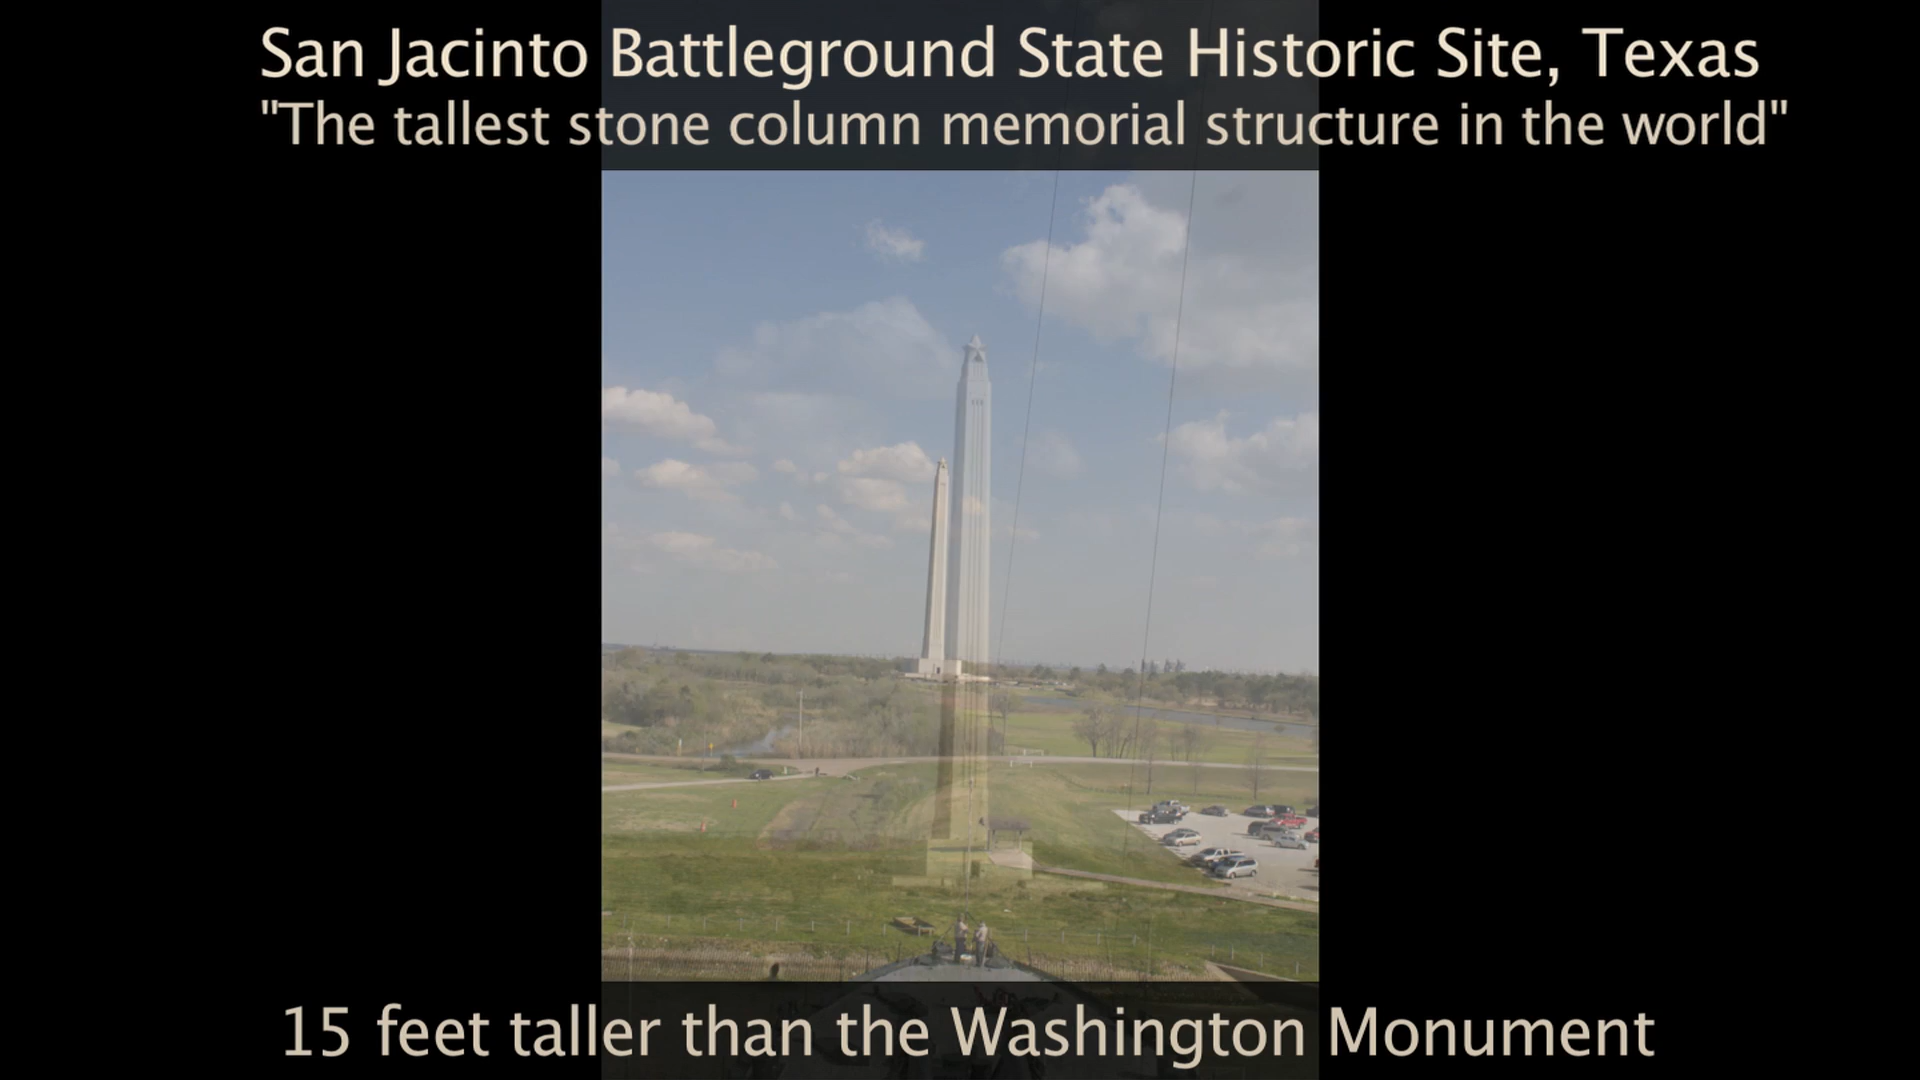 San Jacinto Battleground State Historic Site, Texas
"The tallest stone column memorial structure in the world"
15 feet taller than the Washington Monument